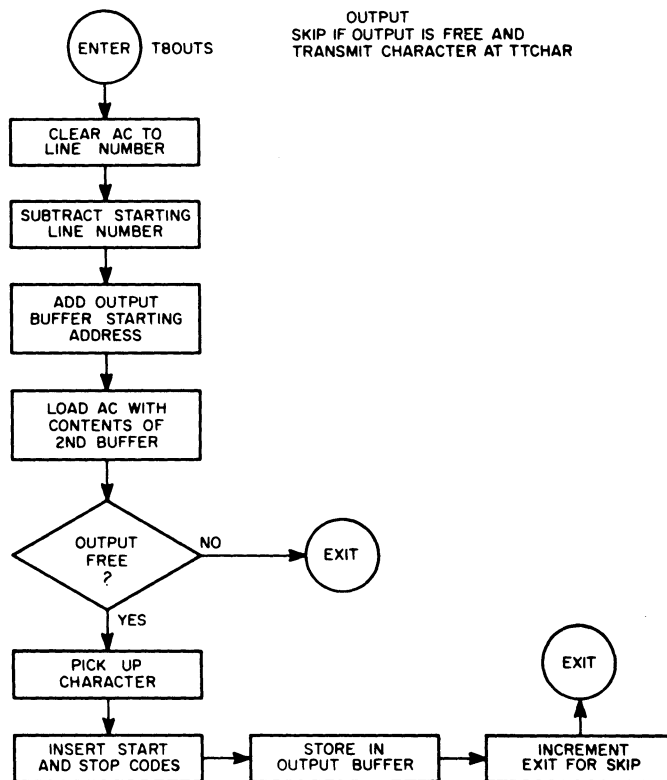 OUTPUT
SKIP IF OUTPUT IS FREE AND
TRANSMIT CHARACTER AT TTCHAR
ENTER
T8OUTS
CLEAR AC TO
LINE NUMBER
SUBTRACT STARTING
LINE NUMBER
ADD OUTPUT
BUFFER STARTING
ADDRESS
LOAD AC WITH
CONTENTS OF
2ND BUFFER
OUTPUT
FREE
?
NO
EXIT
YES
PICK UP
CHARACTER
INSERT START
AND STOP CODES
STORE IN
OUTPUT BUFFER
INCREMENT
EXIT FOR SKIP
EXIT